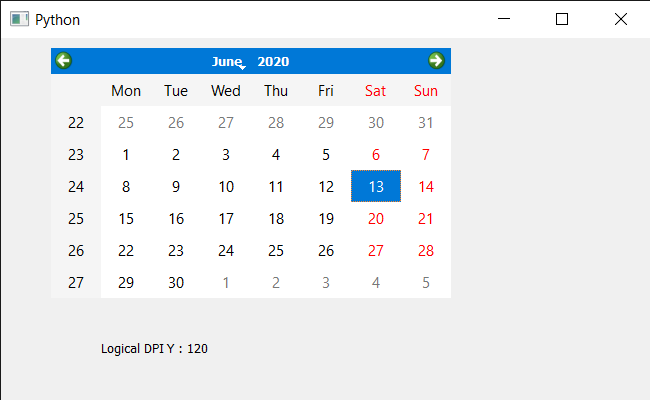 Python
June 2020
Mon Tue Wed Thu Fri Sat Sun
22 25 26 27 28 29 30 31
23 1 2 3 4 5 6 7
24 8 9 10 11 12 13 14
25 15 16 17 18 19 20 21
26 22 23 24 25 26 27 28
27 29 30 1 2 3 4 5
Logical DPI Y : 120